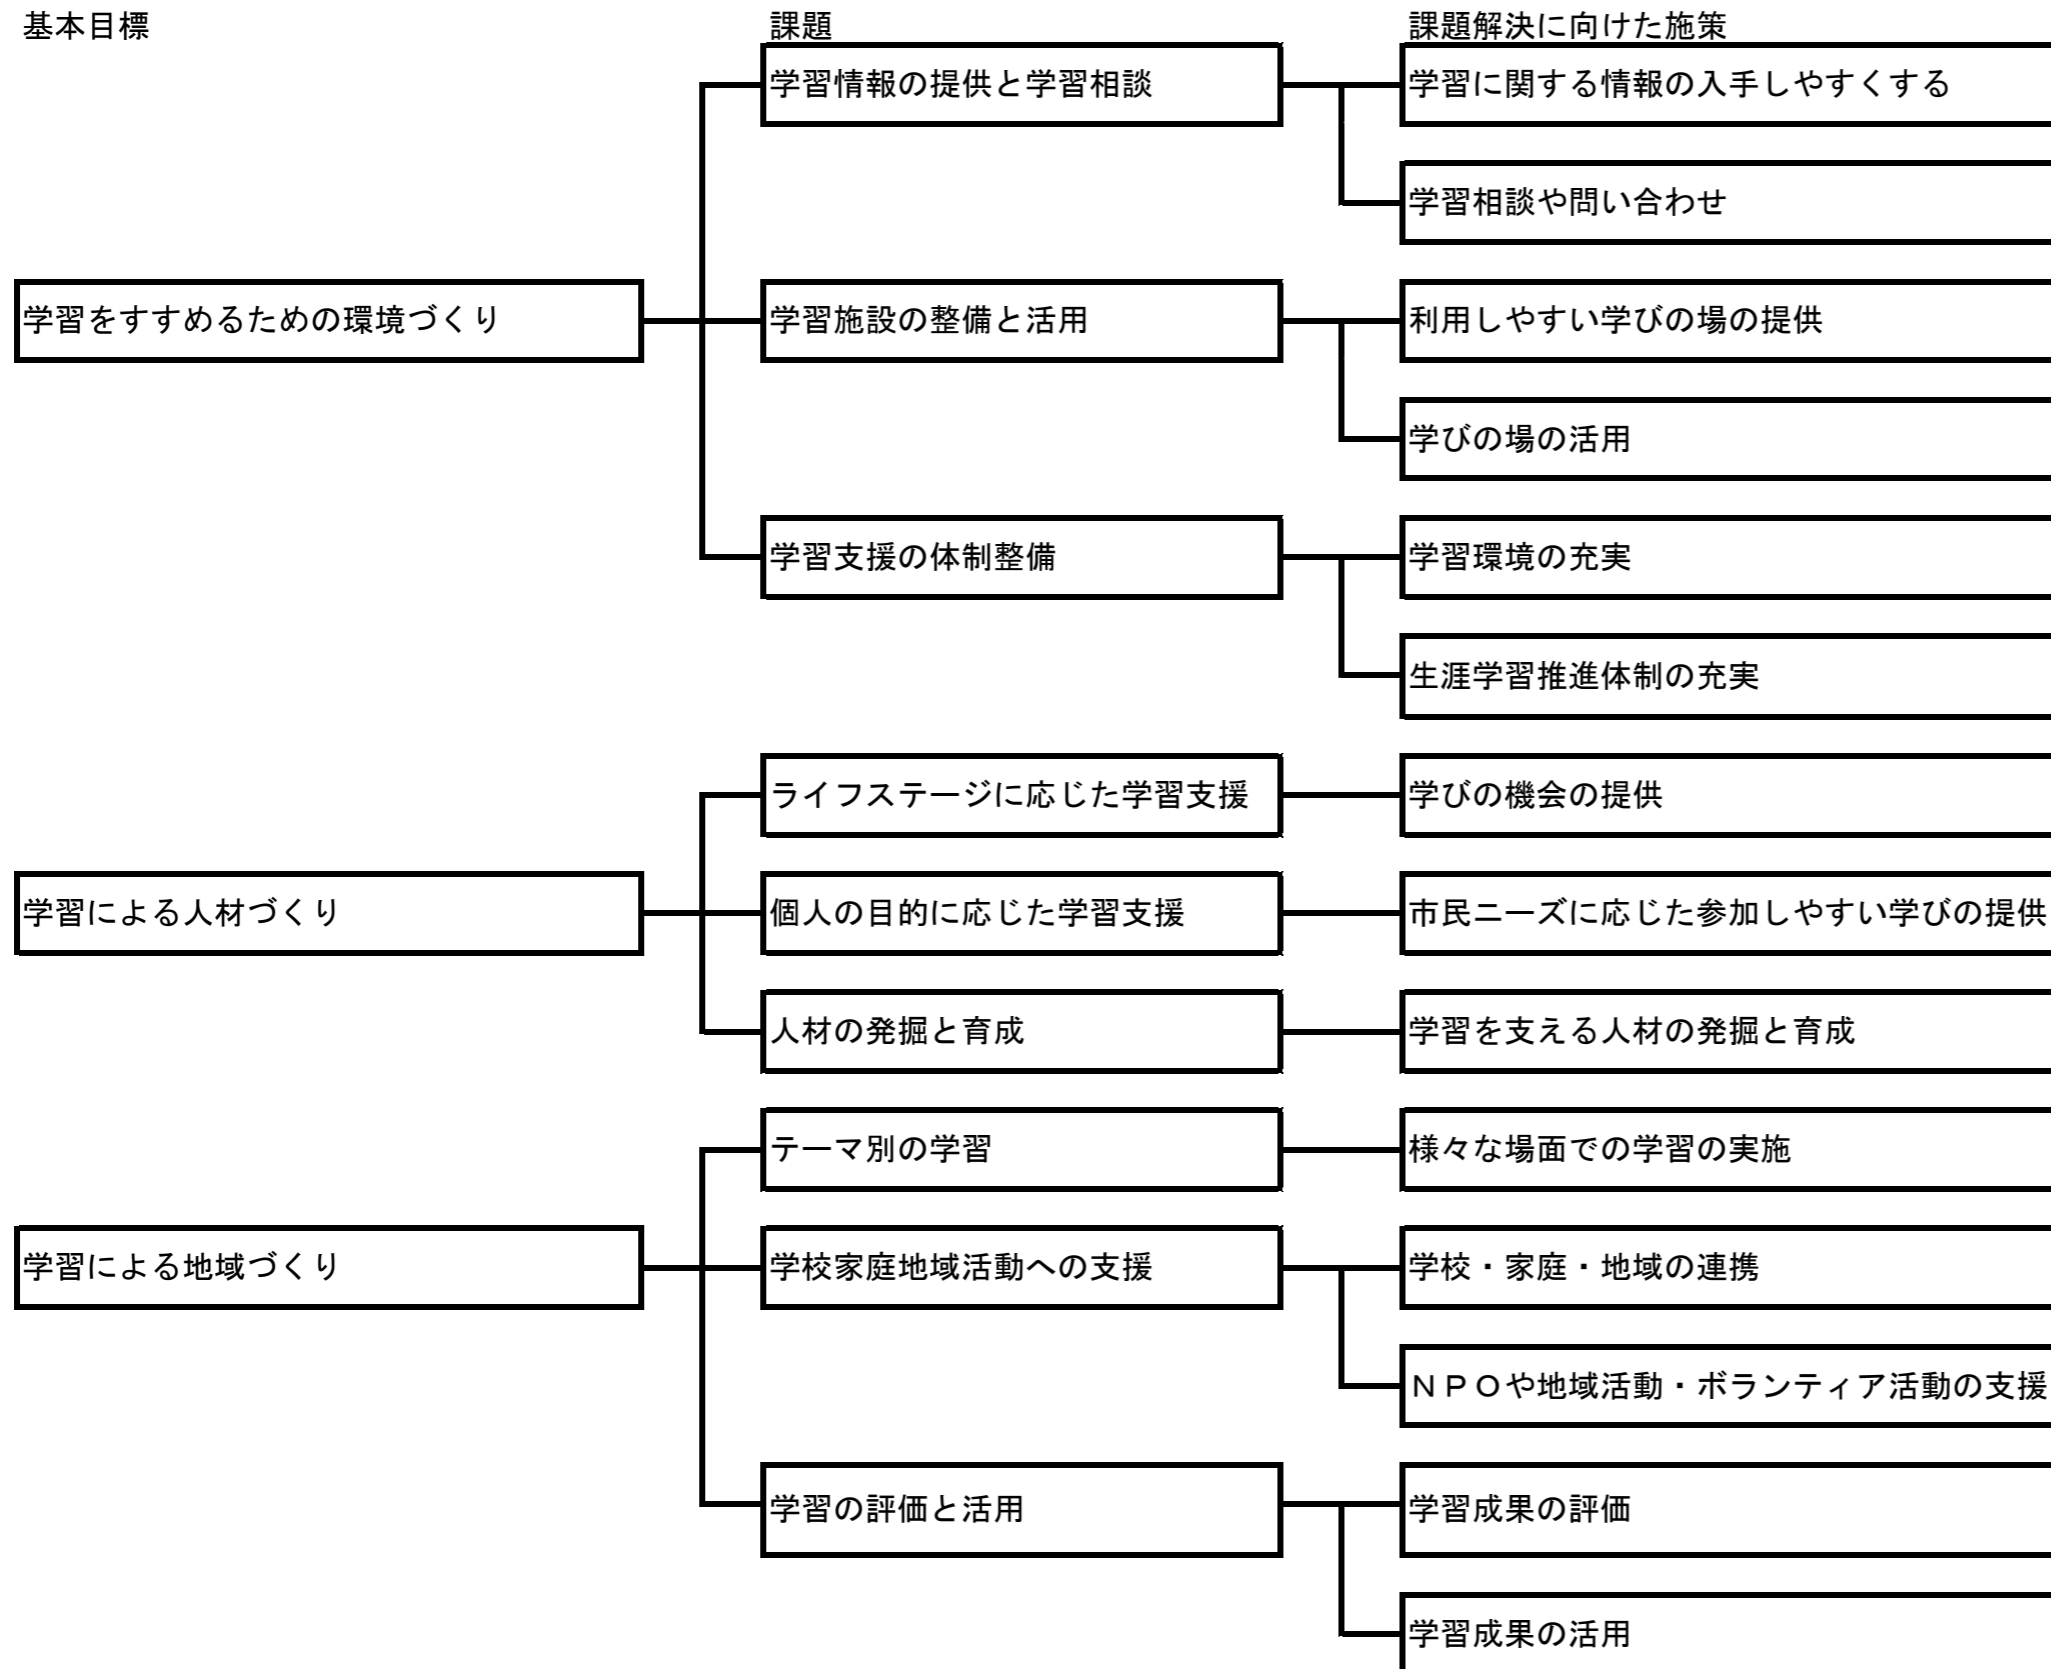 基本目標
課題
課題解決に向けた施策
学習情報の提供と学習相談
学習に関する情報の入手しやすくする
学習相談や問い合わせ
学習をすすめるための環境づくり
学習施設の整備と活用
利用しやすい学びの場の提供
学びの場の活用
学習支援の体制整備
学習環境の充実
生涯学習推進体制の充実
ライフステージに応じた学習支援
学びの機会の提供
学習による人材づくり
個人の目的に応じた学習支援
市民ニーズに応じた参加しやすい学びの提供
人材の発掘と育成
学習を支える人材の発掘と育成
テーマ別の学習
様々な場面での学習の実施
学習による地域づくり
学校家庭地域活動への支援
学校・家庭・地域の連携
ＮＰＯや地域活動・ボランティア活動の支援
学習の評価と活用
学習成果の評価
学習成果の活用